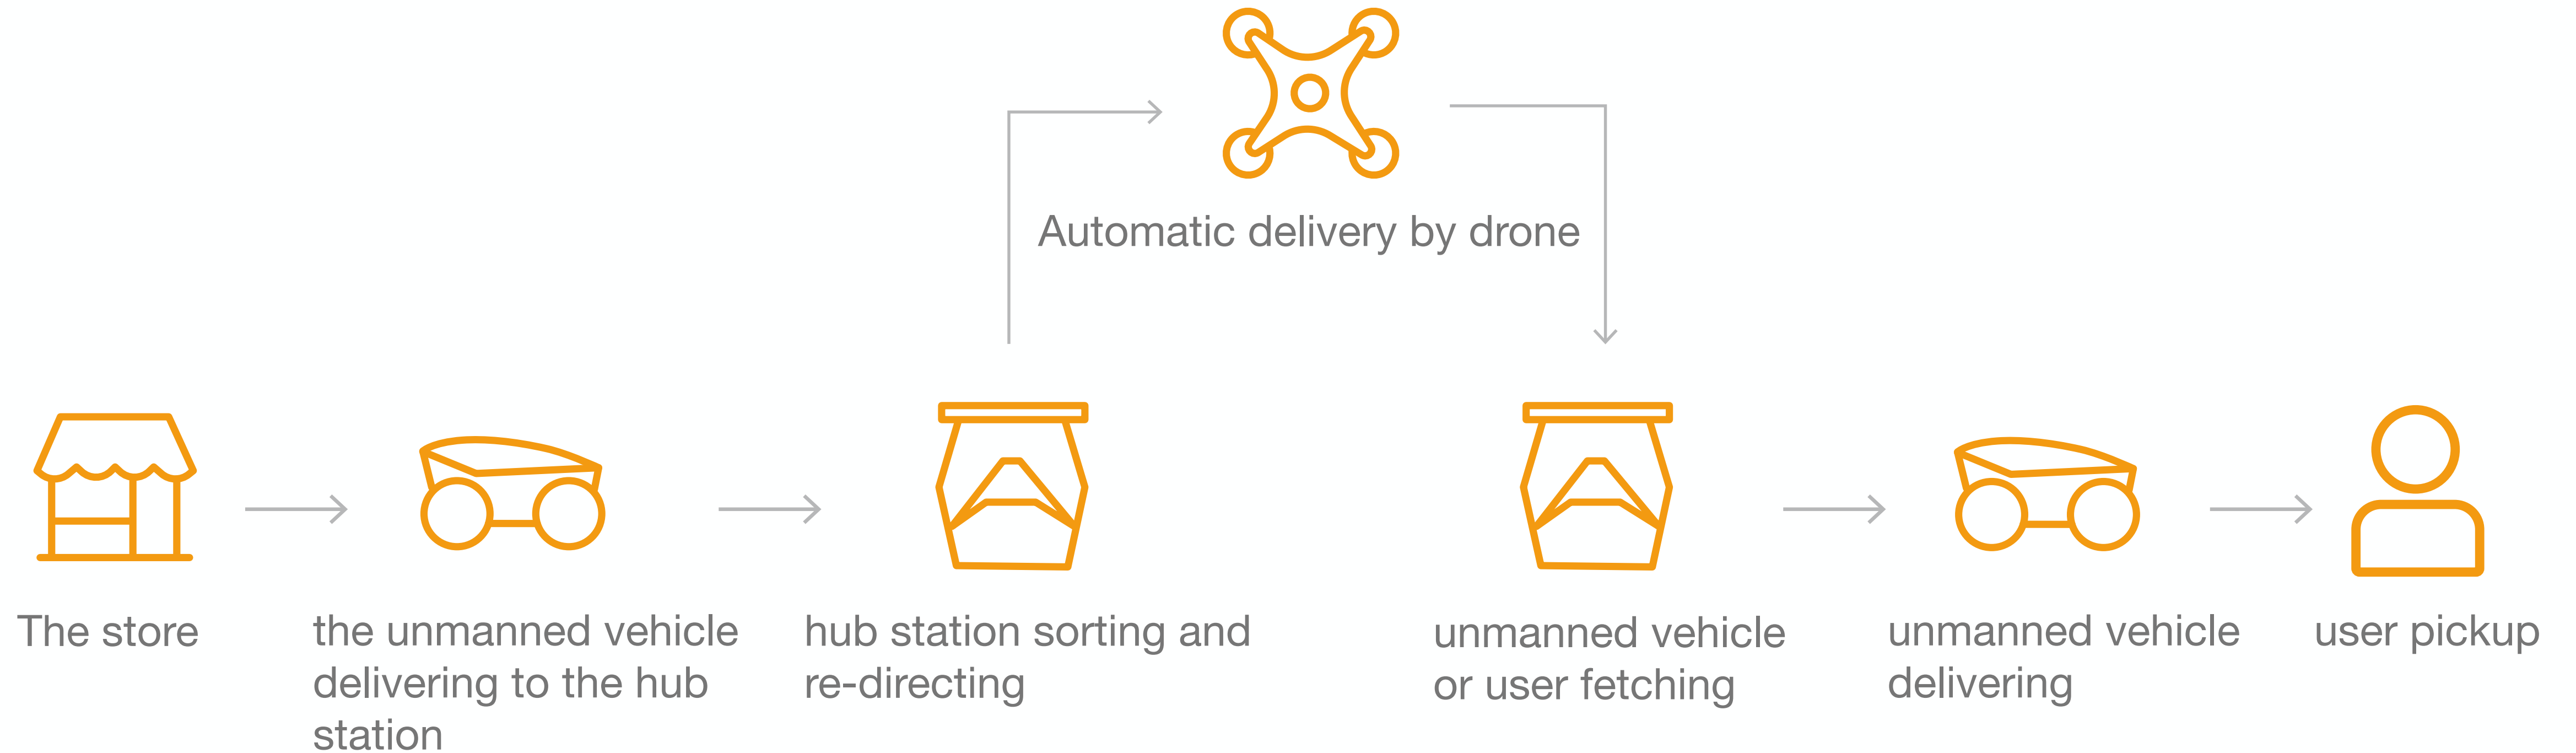 Automatic delivery by drone
The store
the unmanned vehicle
delivering to the hub
station
hub station sorting and
re-directing
unmanned vehicle
or user fetching
unmanned vehicle
delivering
user pickup